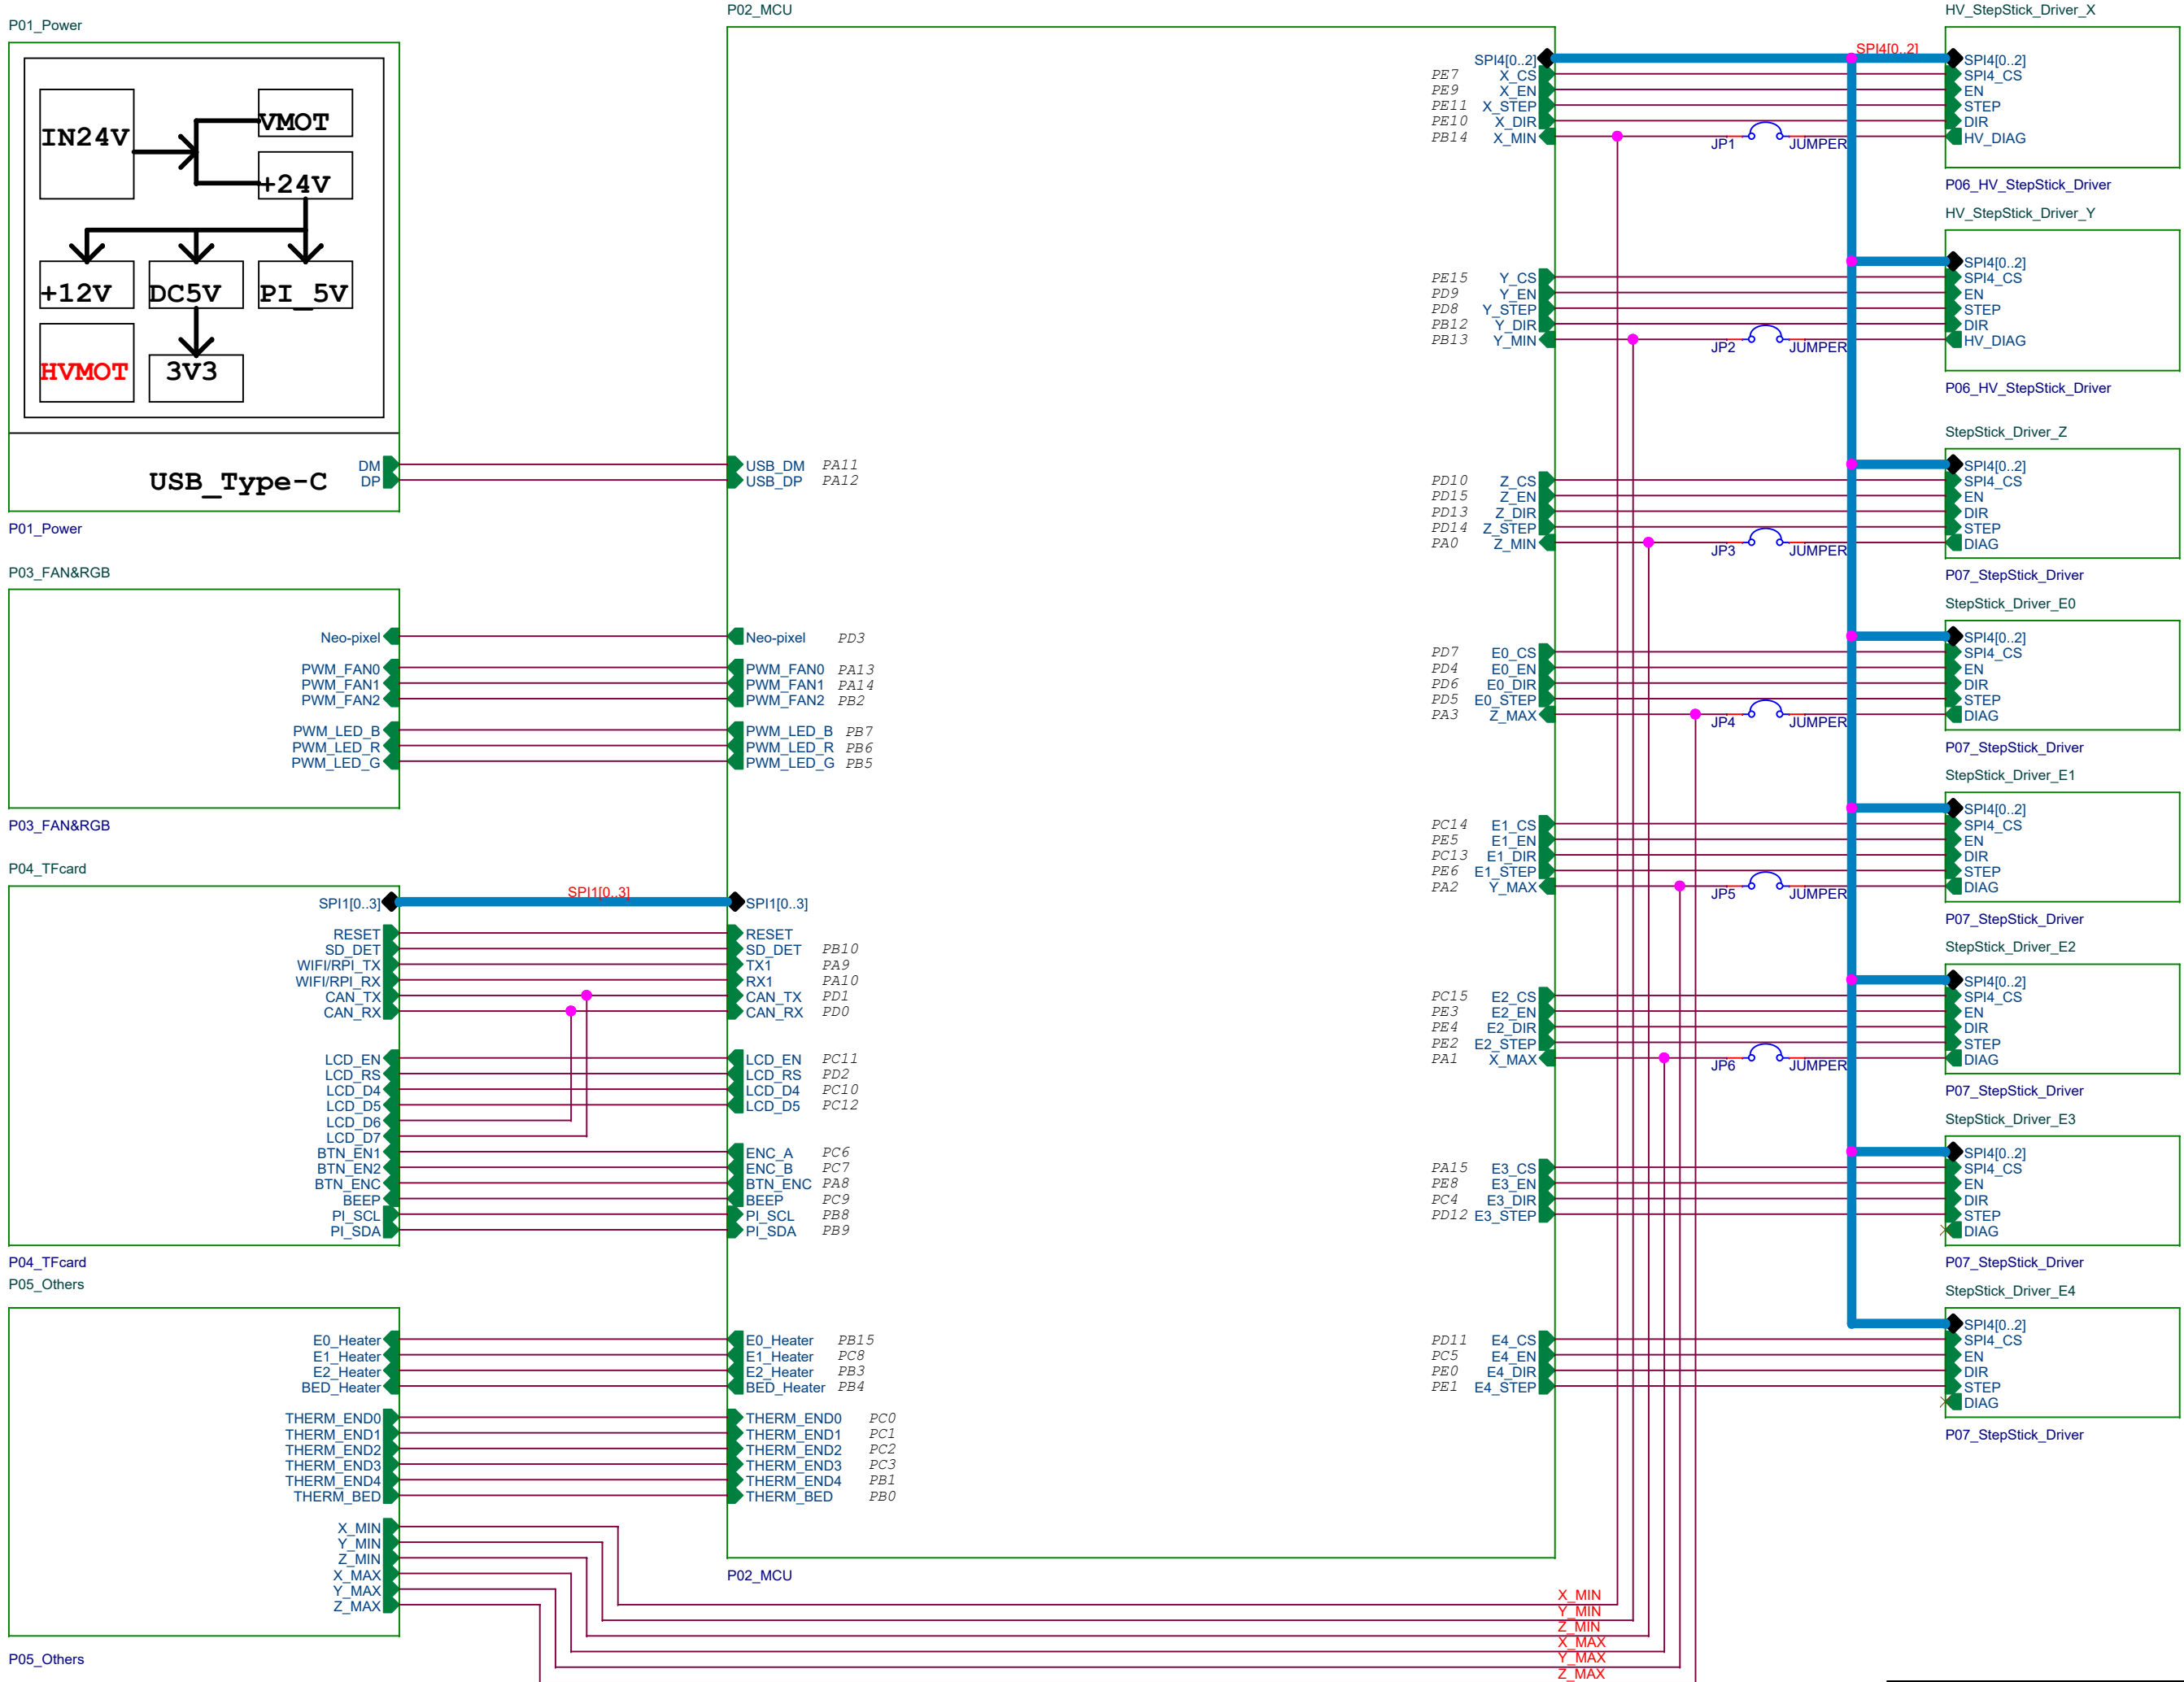 P01_Power
IN24V
VMOT
+24V
+12V
DC5V
PI_5V
HVMOT
3V3
USB_Type-C
DM
DP
P01_Power
P03_FAN&RGB
Neo-pixel
PWM_FAN0
PWM_FAN1
PWM_FAN2
PWM_LED_B
PWM_LED_R
PWM_LED_G
P03_FAN&RGB
P04_TFcard
SPI1[0..3]
SPI1[0..3]
RESET
SD_DET
WIFI/RPI_TX
WIFI/RPI_RX
CAN_TX
CAN_RX
LCD_EN
LCD_RS
LCD_D4
LCD_D5
LCD_D6
LCD_D7
BTN_EN1
BTN_EN2
BTN_ENC
BEEP
PI_SCL
PI_SDA
P04_TFcard
P05_Others
E0_Heater
E1_Heater
E2_Heater
BED_Heater
THERM_END0
THERM_END1
THERM_END2
THERM_END3
THERM_END4
THERM_BED
X_MIN
Y_MIN
Z_MIN
X_MAX
Y_MAX
Z_MAX
P05_Others
P02_MCU
USB_DM PA11
USB_DP PA12
Neo-pixel PD3
PWM_FAN0 PA13
PWM_FAN1 PA14
PWM_FAN2 PB2
PWM_LED_B PB7
PWM_LED_R PB6
PWM_LED_G PB5
SPI1[0..3]
RESET
SD_DET PB10
TX1 PA9
RX1 PA10
CAN_TX PD1
CAN_RX PD0
LCD_EN PC11
LCD_RS PD2
LCD_D4 PC10
LCD_D5 PC12
ENC_A PC6
ENC_B PC7
BTN_ENC PA8
BEEP PC9
PI_SCL PB8
PI_SDA PB9
E0_Heater PB15
E1_Heater PC8
E2_Heater PB3
BED_Heater PB4
THERM_END0 PC0
THERM_END1 PC1
THERM_END2 PC2
THERM_END3 PC3
THERM_END4 PB1
THERM_BED PB0
SPI4[0..2]
PE7 X_CS
PE9 X_EN
PE11 X_STEP
PE10 X_DIR
PB14 X_MIN
PE15 Y_CS
PD9 Y_EN
PD8 Y_STEP
PB12 Y_DIR
PB13 Y_MIN
PD10 Z_CS
PD15 Z_EN
PD13 Z_DIR
PD14 Z_STEP
PA0 Z_MIN
PD7 E0_CS
PD4 E0_EN
PD6 E0_DIR
PD5 E0_STEP
PA3 Z_MAX
PC14 E1_CS
PE5 E1_EN
PC13 E1_DIR
PE6 E1_STEP
PA2 Y_MAX
PC15 E2_CS
PE3 E2_EN
PE4 E2_DIR
PE2 E2_STEP
PA1 X_MAX
PA15 E3_CS
PE8 E3_EN
PC4 E3_DIR
PD12 E3_STEP
PD11 E4_CS
PC5 E4_EN
PE0 E4_DIR
PE1 E4_STEP
P02_MCU
X_MIN
Y_MIN
Z_MIN
X_MAX
Y_MAX
Z_MAX
SPI4[0..2]
JP1 JUMPER
JP2 JUMPER
JP3 JUMPER
JP4 JUMPER
JP5 JUMPER
JP6 JUMPER
HV_StepStick_Driver_X
SPI4[0..2]
SPI4_CS
EN
STEP
DIR
HV_DIAG
P06_HV_StepStick_Driver
HV_StepStick_Driver_Y
SPI4[0..2]
SPI4_CS
EN
STEP
DIR
HV_DIAG
P06_HV_StepStick_Driver
StepStick_Driver_Z
SPI4[0..2]
SPI4_CS
EN
DIR
STEP
DIAG
P07_StepStick_Driver
StepStick_Driver_E0
SPI4[0..2]
SPI4_CS
EN
DIR
STEP
DIAG
P07_StepStick_Driver
StepStick_Driver_E1
SPI4[0..2]
SPI4_CS
EN
DIR
STEP
DIAG
P07_StepStick_Driver
StepStick_Driver_E2
SPI4[0..2]
SPI4_CS
EN
DIR
STEP
DIAG
P07_StepStick_Driver
StepStick_Driver_E3
SPI4[0..2]
SPI4_CS
EN
DIR
STEP
DIAG
P07_StepStick_Driver
StepStick_Driver_E4
SPI4[0..2]
SPI4_CS
EN
DIR
STEP
DIAG
P07_StepStick_Driver